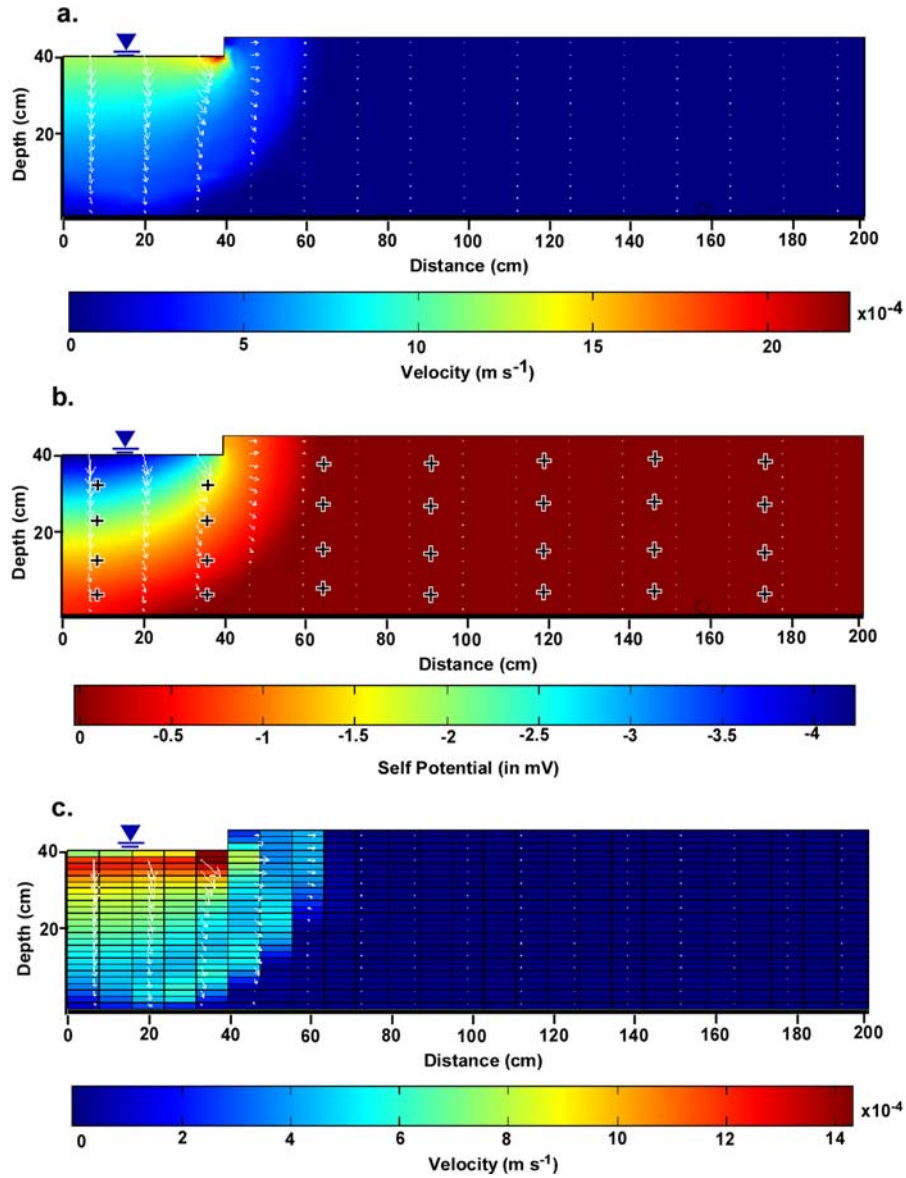 a.
40
20
Depth (cm)
0 20 40 60 80 100 120 140 160 180 200
Distance (cm)
0 5 10 15 20 x10-4
Velocity (m s-1)
b.
40
20
Depth (cm)
0 20 40 60 80 100 120 140 160 180 200
Distance (cm)
0 -0.5 -1 -1.5 -2 -2.5 -3 -3.5 -4
Self Potential (in mV)
c.
40
20
Depth (cm)
0 20 40 60 80 100 120 140 160 180 200
Distance (cm)
0 2 4 6 8 10 12 14 x10-4
Velocity (m s-1)